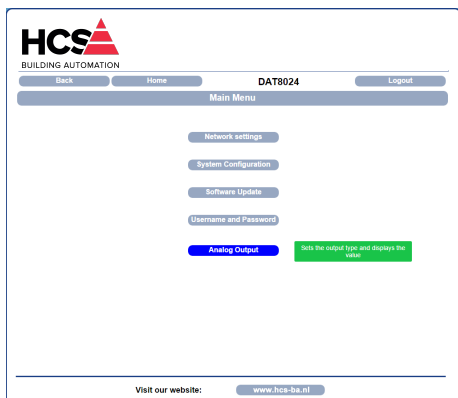 HCS
BUILDING AUTOMATION
Back Home DAT8024 Logout
Main Menu
Network settings
System Configuration
Software Update
Username and Password
Analog Output
Sets the output type and displays the
value
Visit our website: www.hcs-ba.nl